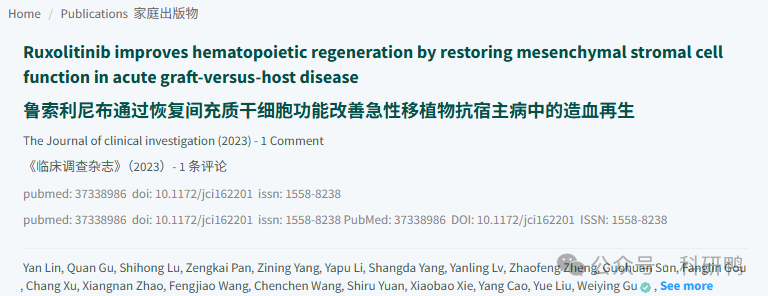 Home / Publications 家庭出版物
Ruxolitinib improves hematopoietic regeneration by restoring mesenchymal stromal cell
function in acute graft-versus-host disease
鲁索利尼布通过恢复间充质干细胞功能改善急性移植物抗宿主病中的造血再生
The Journal of clinical investigation (2023) - 1 Comment
《临床调查杂志》（2023）- 1 条评论
pubmed: 37338986 doi: 10.1172/jci162201 issn: 1558-8238
pubmed: 37338986 doi: 10.1172/jci162201 issn: 1558-8238 PubMed: 37338986 DOI: 10.1172/jci162201 ISSN: 1558-8238
Yan Lin, Quan Gu, Shihong Lu, Zengkai Pan, Zining Yang, Yapu Li, Shangda Yang, Yanling Lv, Zhaofeng Zheng, Guohuan Sun, Fanglin Gou
, Chang Xu, Xiangnan Zhao, Fengjiao Wang, Chenchen Wang, Shiru Yuan, Xiaobao Xie, Yang Cao, Yue Liu, Weiying Gu , See more
公众号 · 科研鸭